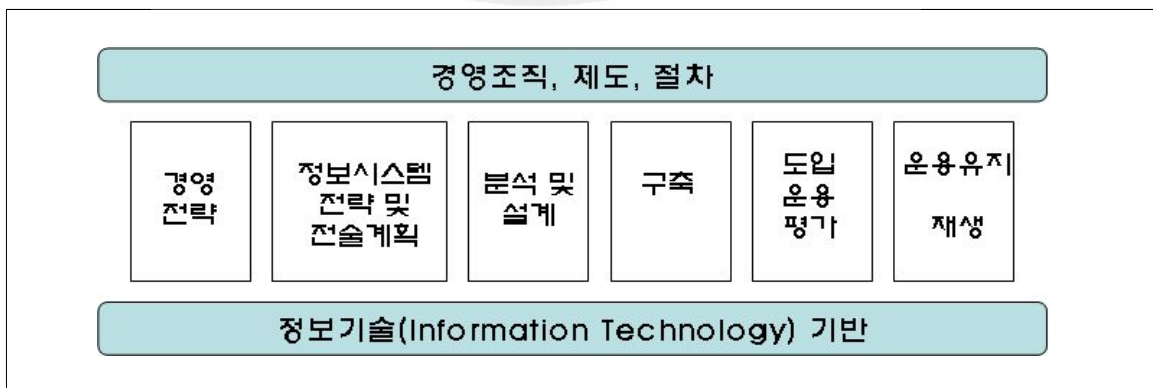 경영조직, 제도, 절차
경영
전략
정보시스템
전략 및
전술계획
분석 및
설계
구축
도입
운용
평가
운용유지
재생
정보기술(Information Technology) 기반